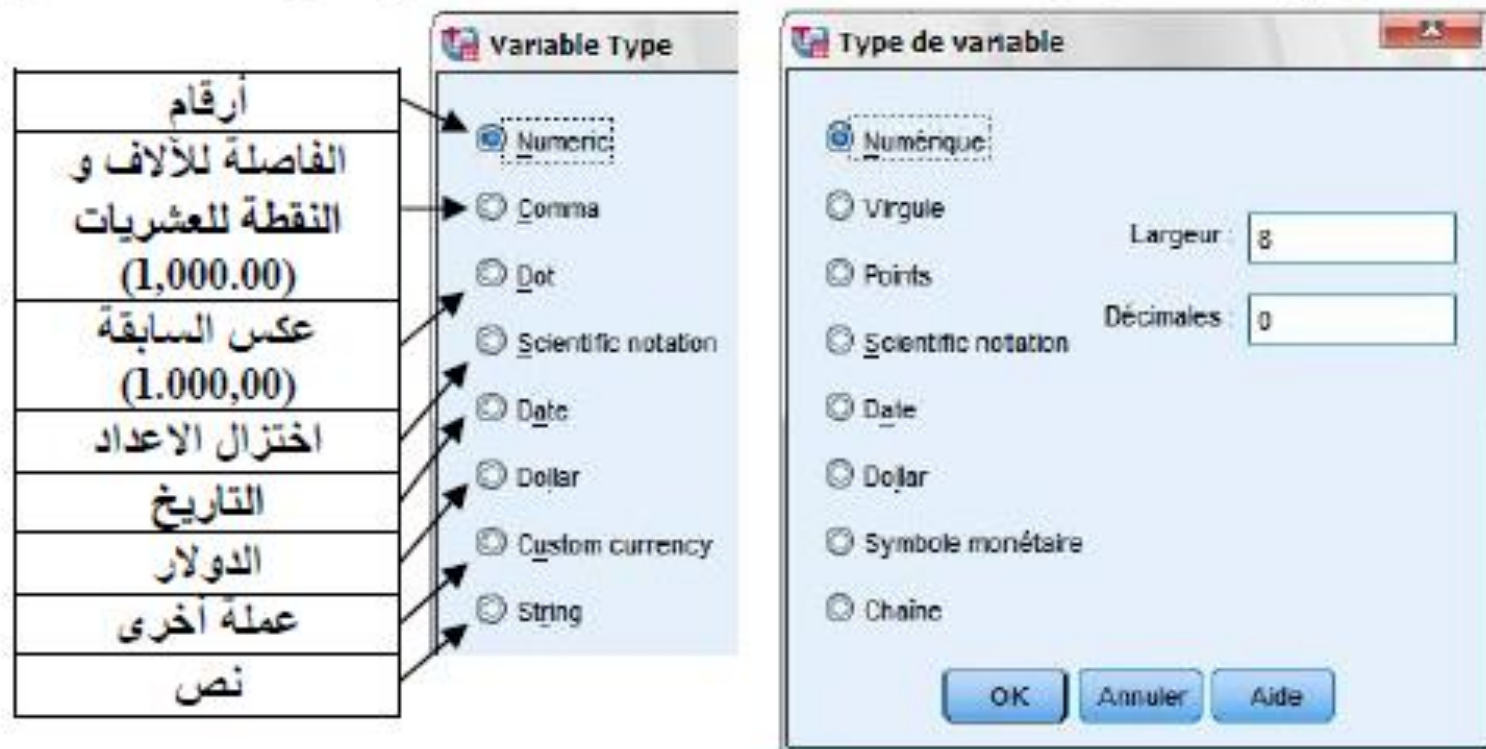 أرقام
الفاصلة للآلاف و
النقطة للعشريات
(1,000.00)
عكس السابقة
(1.000,00)
اختزال الاعداد
التاريخ
الدولار
عملة أخرى
نص
Variable Type
Numeric
Comma
Dot
Scientific notation
Date
Dollar
Custom currency
String
Type de variable
Numérique
Virgule
Points
Scientific notation
Date
Dollar
Symbole monétaire
Chaîne
Largeur : 8
Décimales : 0
OK Annuler Aide